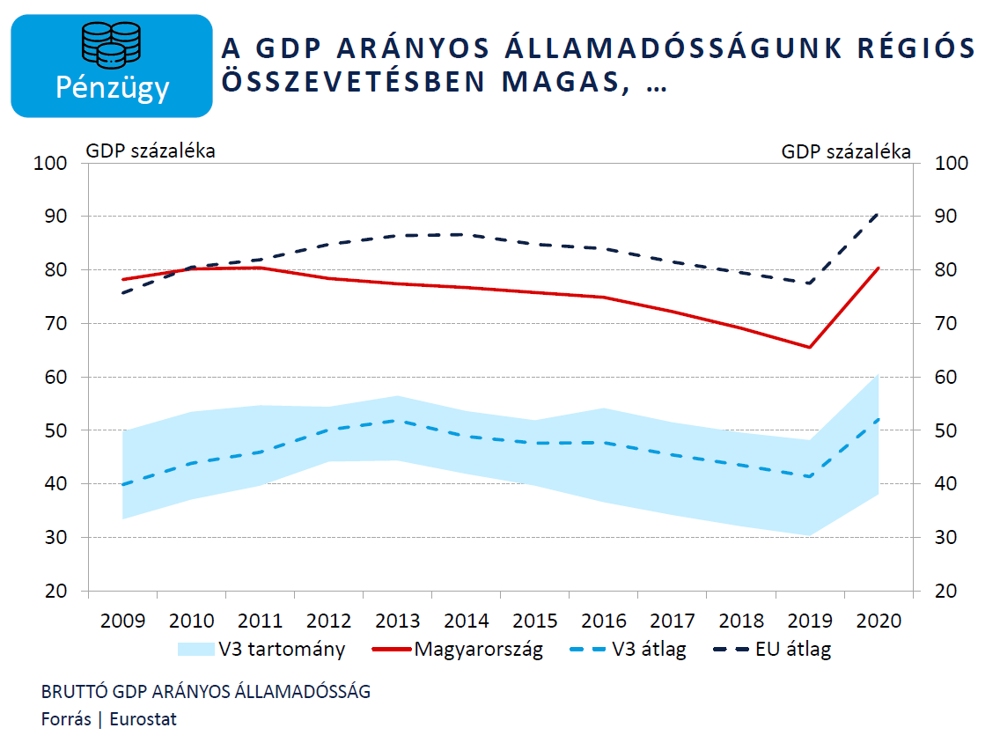 Pénzügy
A GDP ARÁNYOS ÁLLAMADÓSSÁGUNK RÉGIÓS
ÖSSZEVETÉSBEN MAGAS, …
GDP százaléka GDP százaléka
100 100
90 90
80 80
70 70
60 60
50 50
40 40
30 30
20 20
2009 2010 2011 2012 2013 2014 2015 2016 2017 2018 2019 2020
V3 tartomány Magyarország V3 átlag EU átlag
BRUTTÓ GDP ARÁNYOS ÁLLAMADÓSSÁG
Forrás | Eurostat